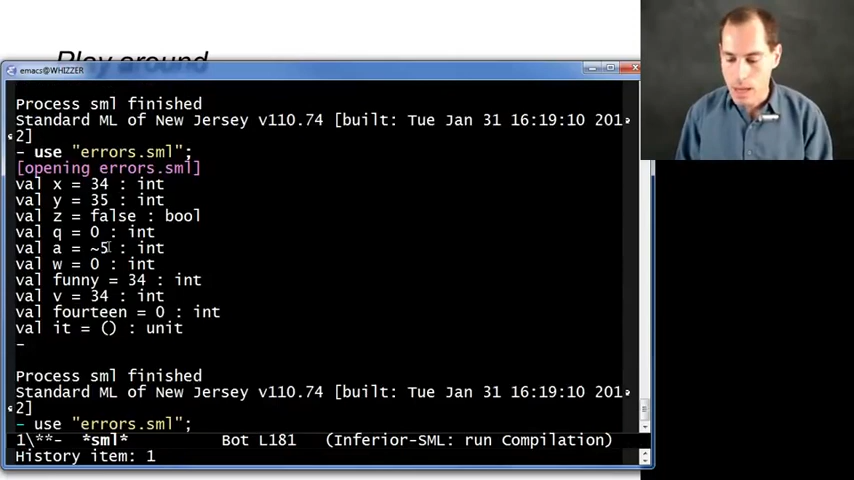 Play around
emacs@WHIZZER
Process sml finished
Standard ML of New Jersey v110.74 [built: Tue Jan 31 16:19:10 201
2]
- use "errors.sml";
[opening errors.sml]
val x = 34 : int
val y = 35 : int
val z = false : bool
val q = 0 : int
val a = ~5 : int
val w = 0 : int
val funny = 34 : int
val v = 34 : int
val fourteen = 0 : int
val it = () : unit
-
Process sml finished
Standard ML of New Jersey v110.74 [built: Tue Jan 31 16:19:10 201
2]
- use "errors.sml";
1\**- *sml* Bot L181 (Inferior-SML: run Compilation)
History item: 1